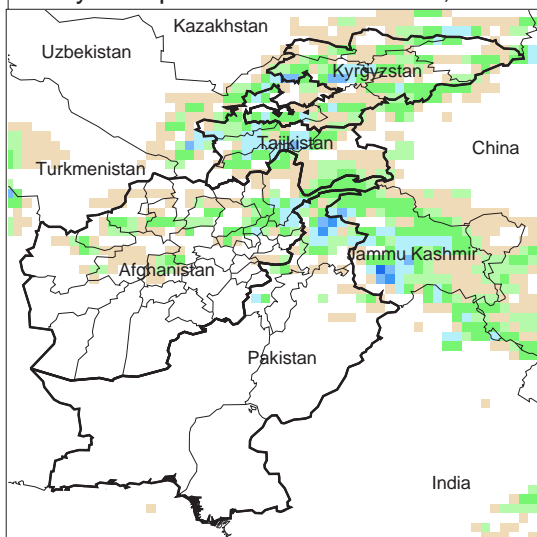 Kazakhstan
Uzbekistan
Kyrgyzstan
Tajikistan
China
Turkmenistan
Jammu Kashmir
Afghanistan
Pakistan
India